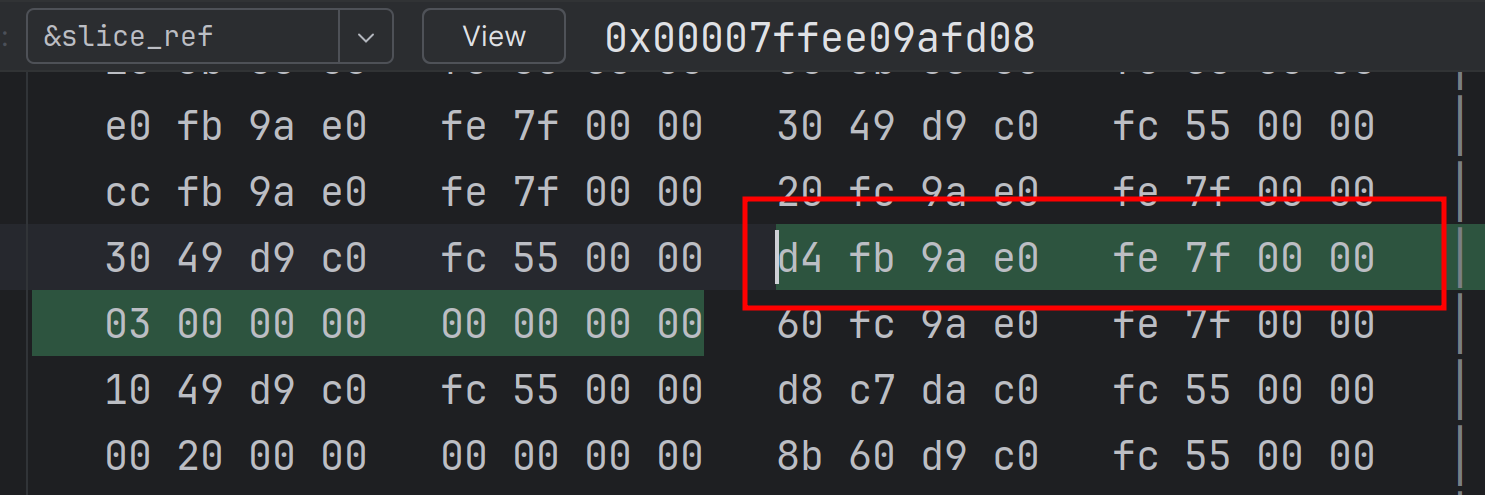 &slice_ref View 0x00007ffee09afd08
e0 fb 9a e0 fe 7f 00 00 30 49 d9 c0 fc 55 00 00
cc fb 9a e0 fe 7f 00 00 20 fc 9a e0 fe 7f 00 00
30 49 d9 c0 fc 55 00 00 d4 fb 9a e0 fe 7f 00 00
03 00 00 00 00 00 00 00 60 fc 9a e0 fe 7f 00 00
10 49 d9 c0 fc 55 00 00 d8 c7 da c0 fc 55 00 00
00 20 00 00 00 00 00 00 8b 60 d9 c0 fc 55 00 00